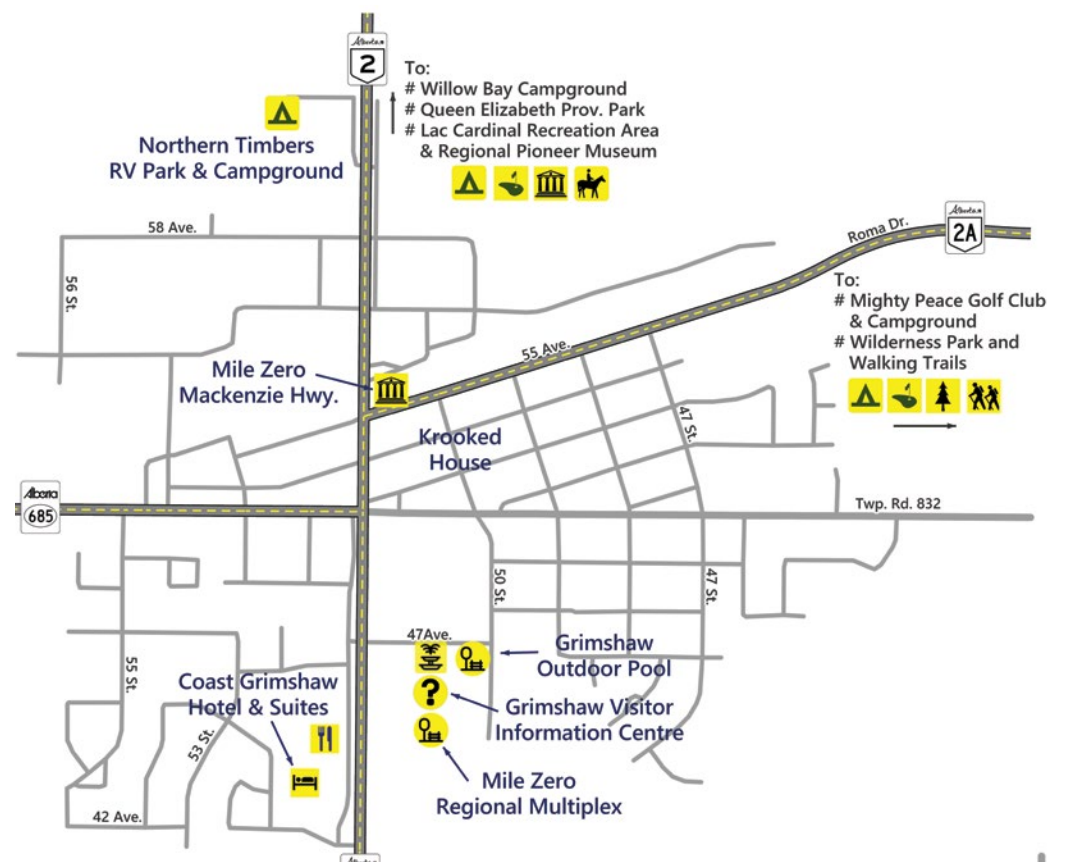 Alberta
2
To:
# Willow Bay Campground
# Queen Elizabeth Prov. Park
# Lac Cardinal Recreation Area
& Regional Pioneer Museum
Northern Timbers
RV Park & Campground
58 Ave.
56 St.
Roma Dr.
Alberta
2A
To:
# Mighty Peace Golf Club
& Campground
# Wilderness Park and
Walking Trails
55 Ave.
Mile Zero
Mackenzie Hwy.
Krooked
House
47 St.
Alberta
685
Twp. Rd. 832
50 St.
47 St.
47Ave.
Grimshaw
Outdoor Pool
?
Grimshaw Visitor
Information Centre
Mile Zero
Regional Multiplex
55 St.
Coast Grimshaw
Hotel & Suites
53 St.
42 Ave.
Alberta